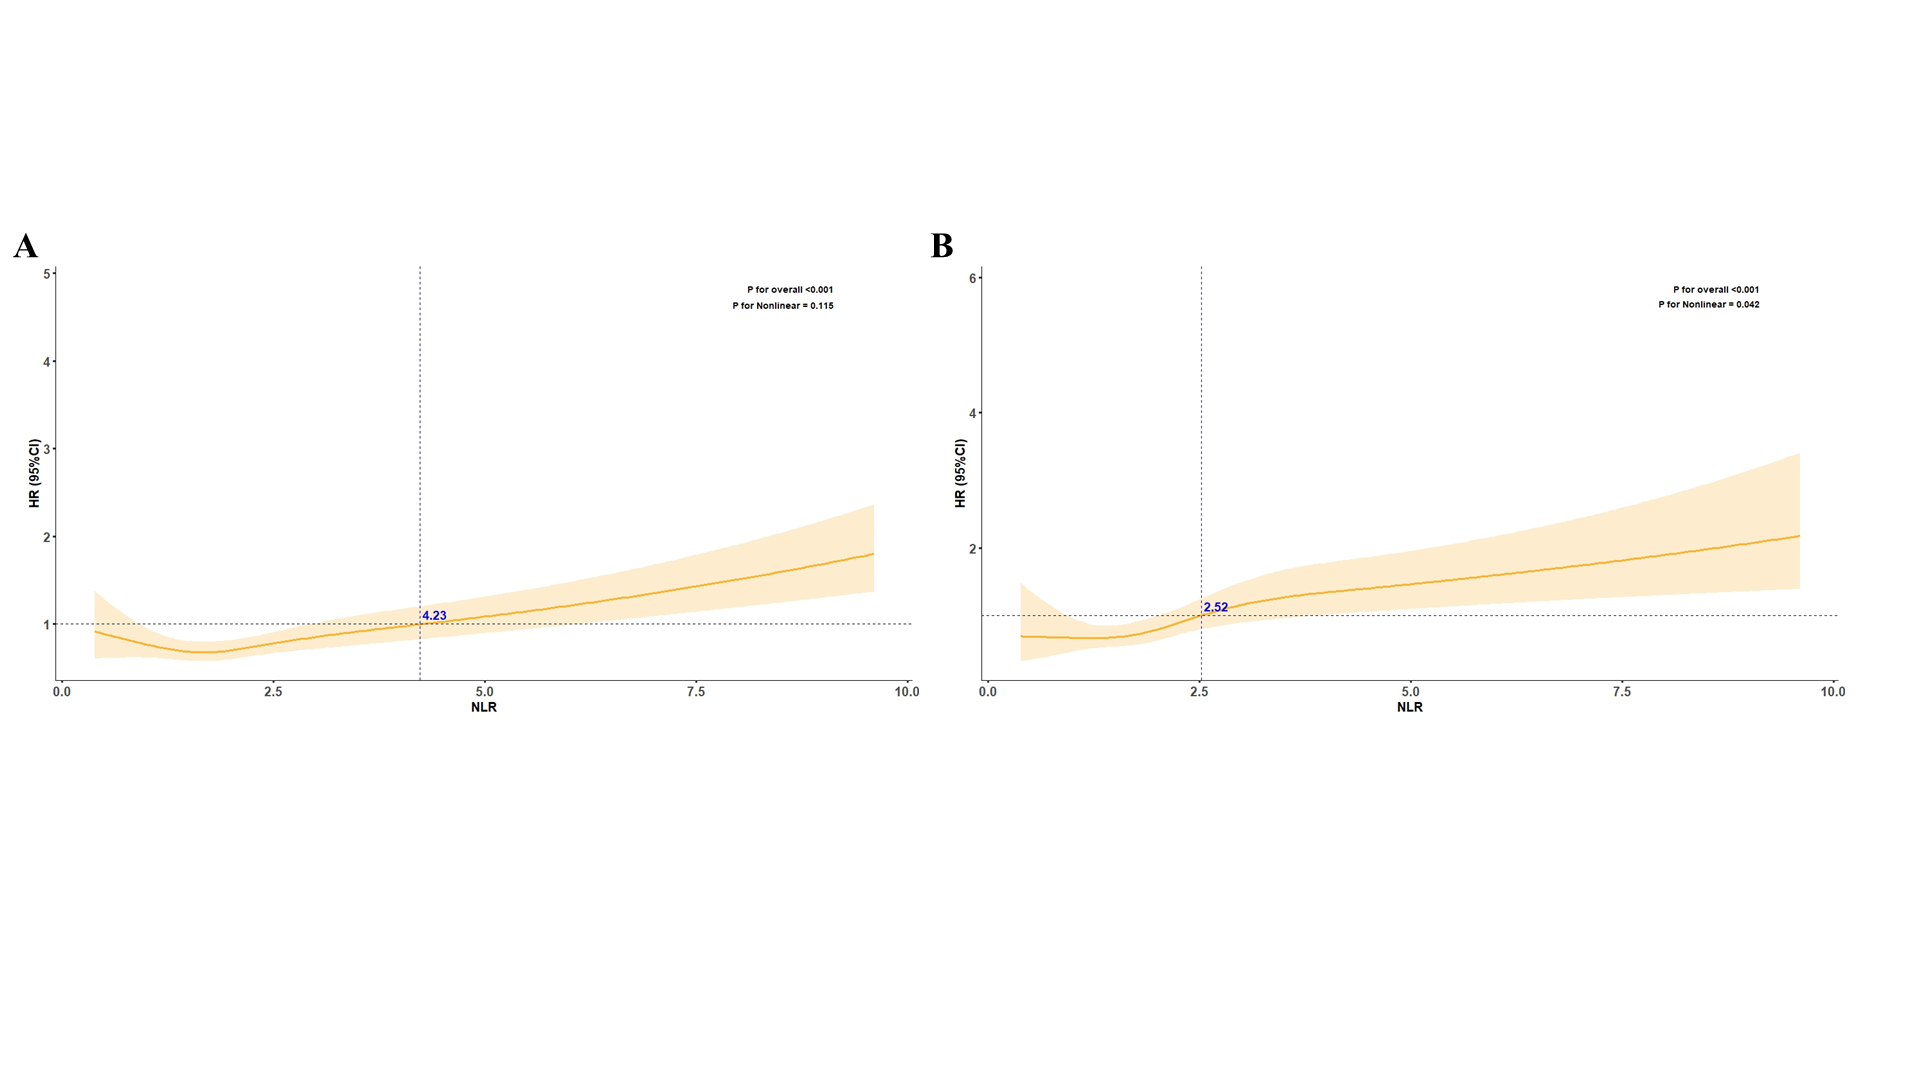 A
5
4
3
2
1
HR (95%CI)
P for overall <0.001
P for Nonlinear = 0.115
4.23
0.0 2.5 5.0 7.5 10.0
NLR
B
6
4
2
HR (95%CI)
P for overall <0.001
P for Nonlinear = 0.042
2.52
0.0 2.5 5.0 7.5 10.0
NLR